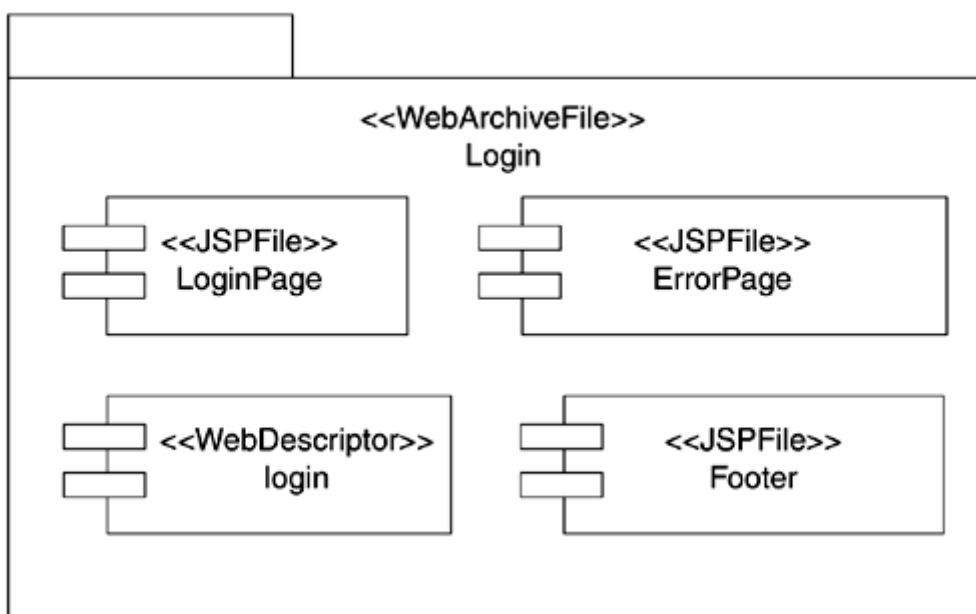 <<WebArchiveFile>>
Login
<<JSPFile>>
LoginPage
<<JSPFile>>
ErrorPage
<<WebDescriptor>>
login
<<JSPFile>>
Footer